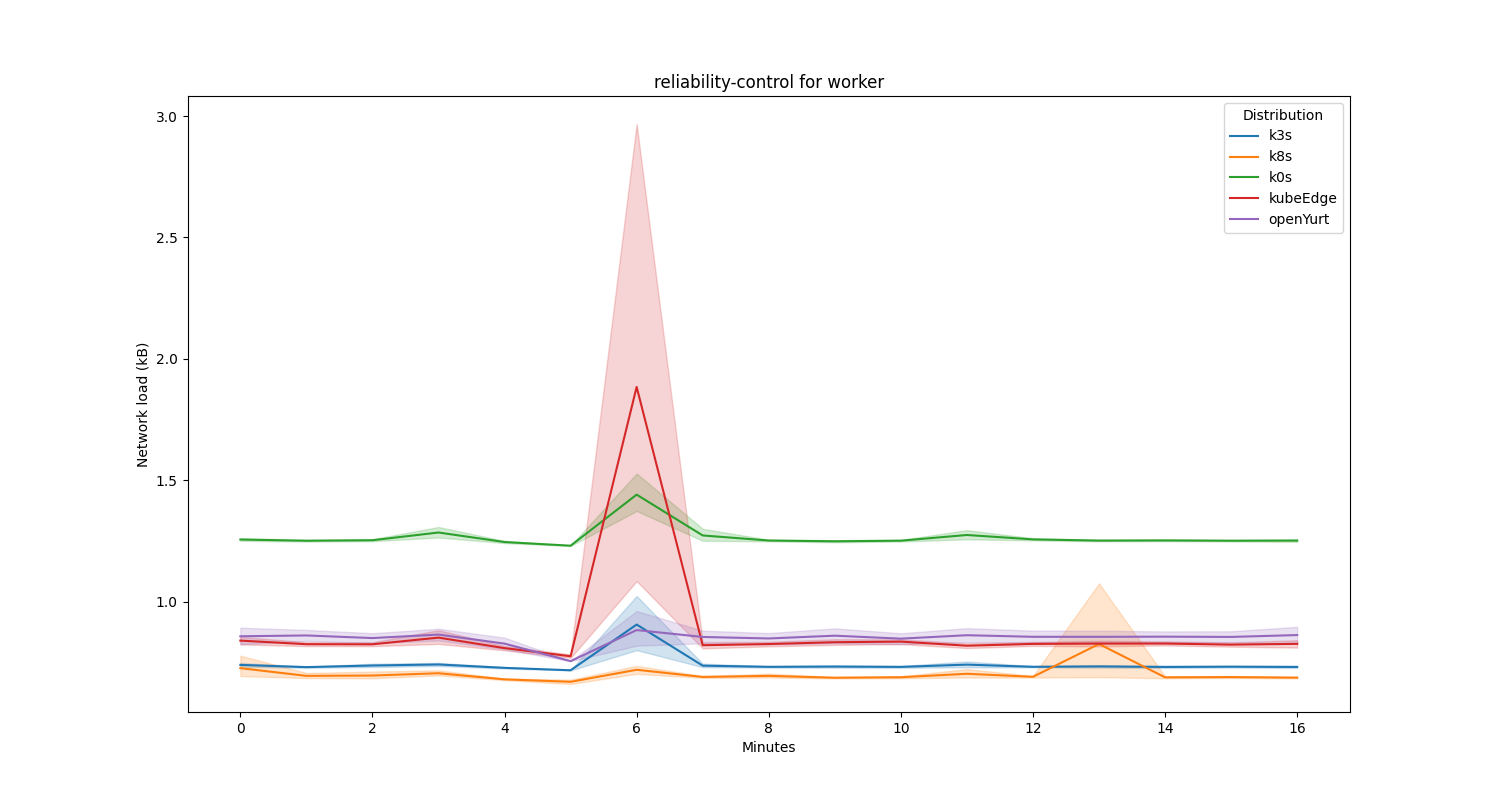 reliability-control for worker
Network load (kB)
3.0
2.5
2.0
1.5
1.0
Distribution
k3s
k8s
k0s
kubeEdge
openYurt
0 2 4 6 8 10 12 14 16
Minutes